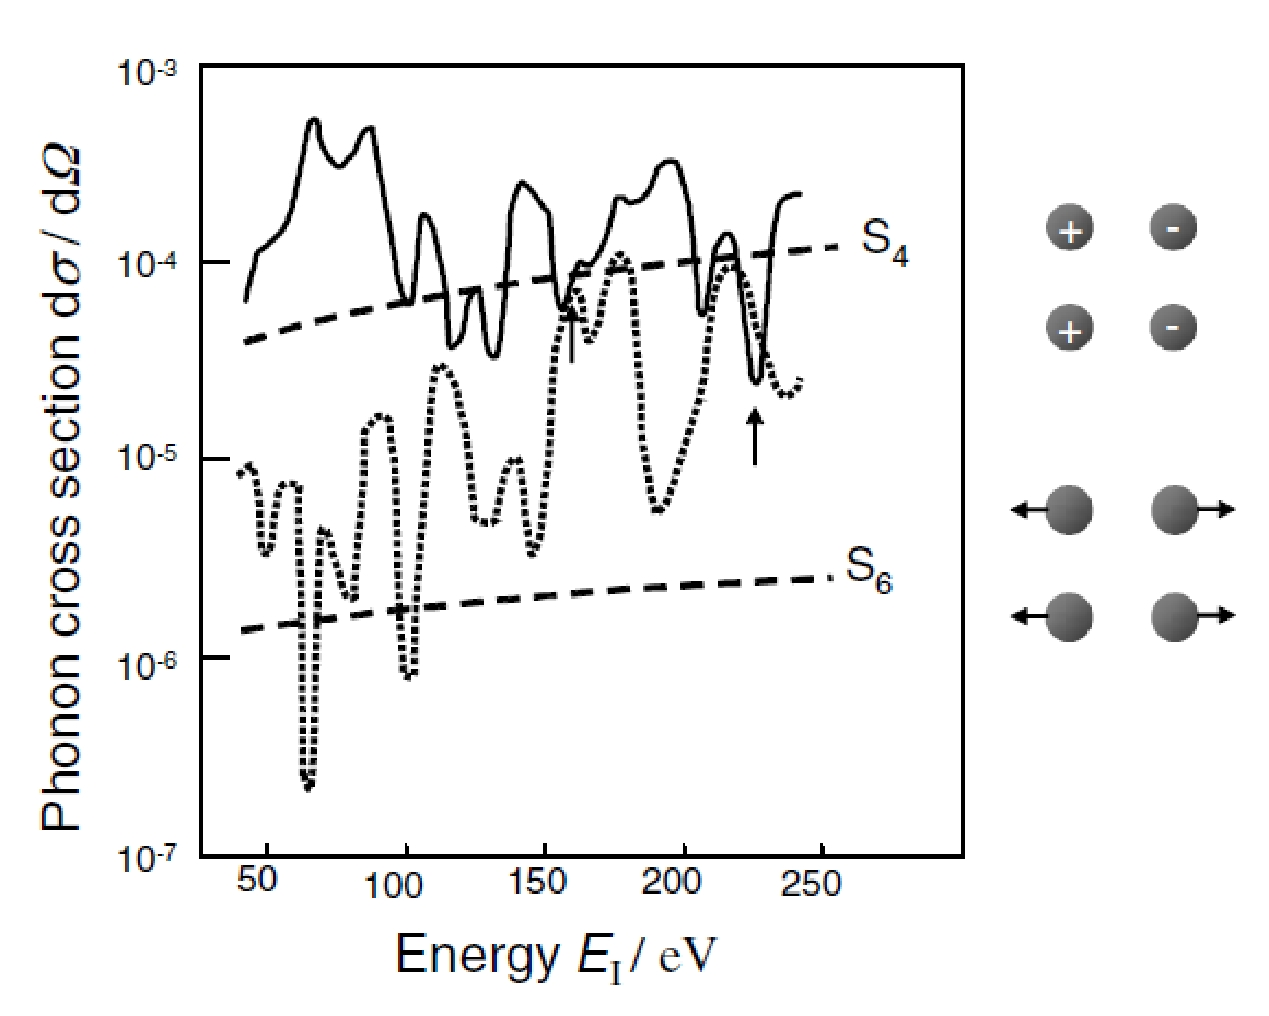 Phonon cross section dσ / dΩ
10⁻³
10⁻⁴
10⁻⁵
10⁻⁶
10⁻⁷
S₄
S₆
50 100 150 200 250
Energy E_I / eV
+ -
+ -